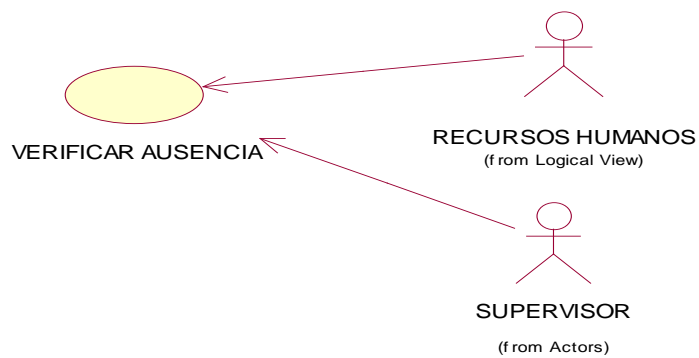 VERIFICAR AUSENCIA
RECURSOS HUMANOS
(from Logical View)
SUPERVISOR
(from Actors)